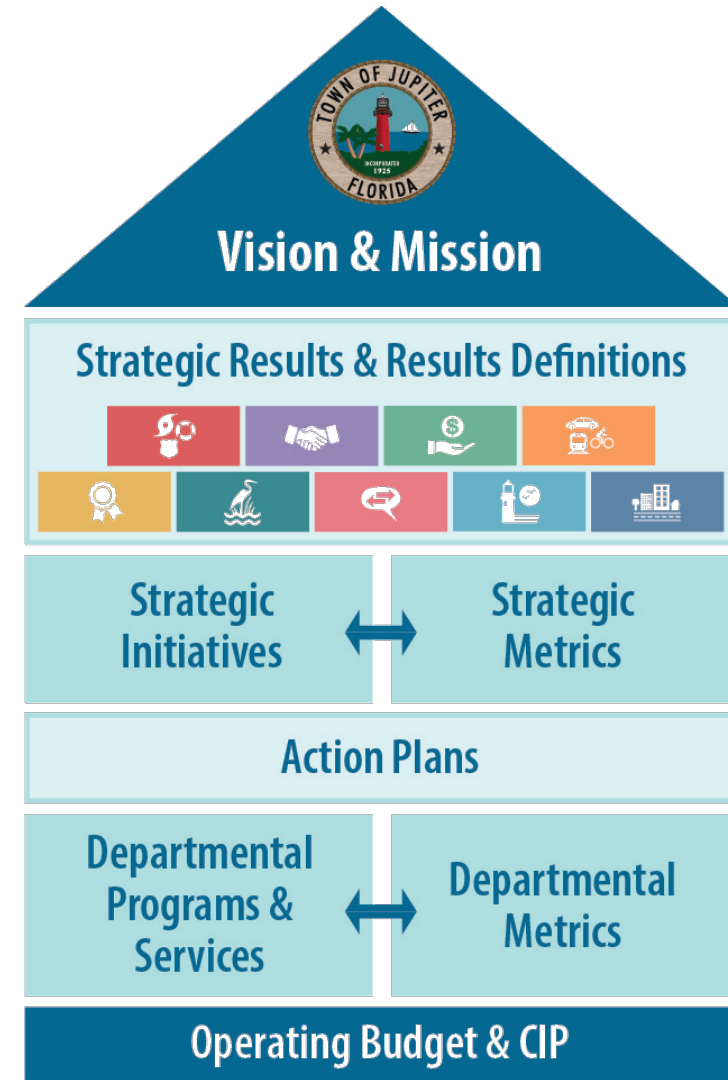 TOWN OF JUPITER
INCORPORATED
1925
FLORIDA
Vision & Mission
Strategic Results & Results Definitions
$
Strategic
Initiatives
Strategic
Metrics
Action Plans
Departmental
Programs &
Services
Departmental
Metrics
Operating Budget & CIP